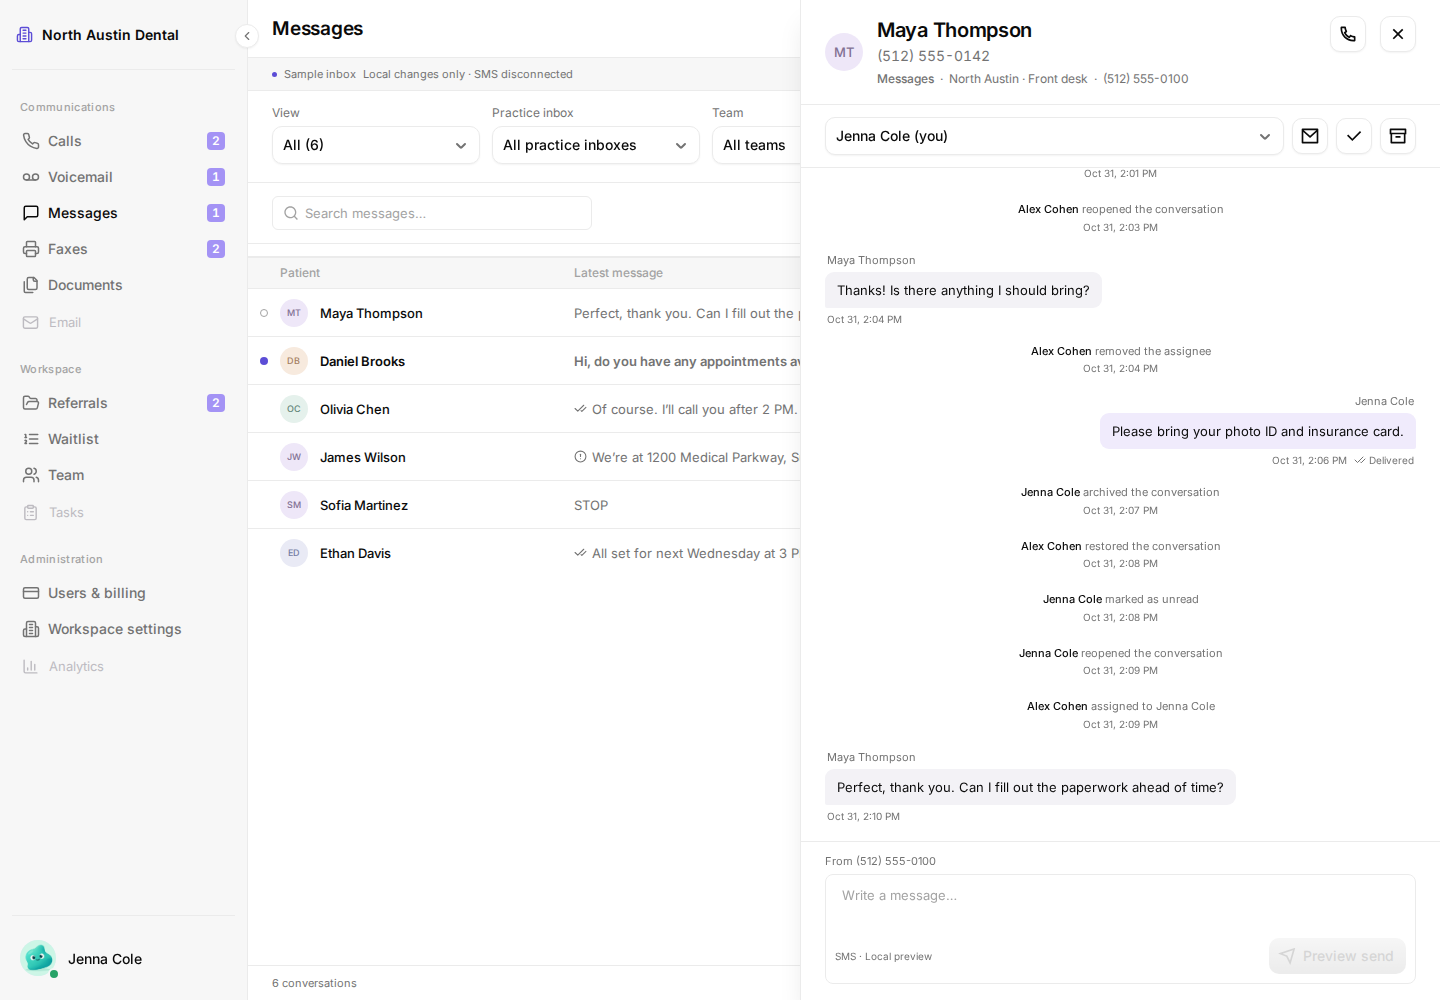 North Austin Dental
Communications
Calls 2
Voicemail 1
Messages 1
Faxes 2
Documents
Email
Workspace
Referrals 2
Waitlist
Team
Tasks
Administration
Users & billing
Workspace settings
Analytics
Jenna Cole
Messages
Sample inbox Local changes only · SMS disconnected
View
All (6)
Practice inbox
All practice inboxes
Team
All teams
Search messages...
Patient Latest message
MT Maya Thompson Perfect, thank you. Can I fill out the
DB Daniel Brooks Hi, do you have any appointments
OC Olivia Chen Of course. I'll call you after 2 PM.
JW James Wilson We're at 1200 Medical Parkway,
SM Sofia Martinez STOP
ED Ethan Davis All set for next Wednesday at 3
6 conversations
MT
Maya Thompson
(512) 555-0142
Messages · North Austin · Front desk · (512) 555-0100
Jenna Cole (you)
Oct 31, 2:01 PM
Alex Cohen reopened the conversation
Oct 31, 2:03 PM
Maya Thompson
Thanks! Is there anything I should bring?
Oct 31, 2:04 PM
Alex Cohen removed the assignee
Oct 31, 2:04 PM
Jenna Cole
Please bring your photo ID and insurance card.
Oct 31, 2:06 PM Delivered
Jenna Cole archived the conversation
Oct 31, 2:07 PM
Alex Cohen restored the conversation
Oct 31, 2:08 PM
Jenna Cole marked as unread
Oct 31, 2:08 PM
Jenna Cole reopened the conversation
Oct 31, 2:09 PM
Alex Cohen assigned to Jenna Cole
Oct 31, 2:09 PM
Maya Thompson
Perfect, thank you. Can I fill out the paperwork ahead of time?
Oct 31, 2:10 PM
From (512) 555-0100
Write a message...
SMS · Local preview
Preview send